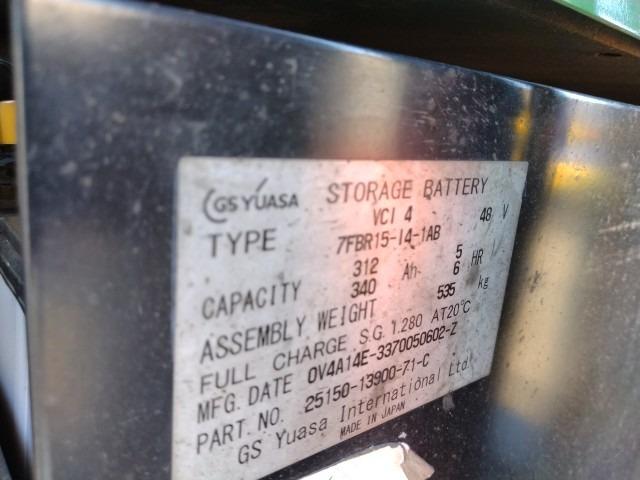 GS YUASA STORAGE BATTERY
VCI 4 48 V
TYPE 7FBR15-14-1AB
312 5
CAPACITY 340 Ah 6 HR
ASSEMBLY WEIGHT 535 kg
FULL CHARGE S.G. 1.280 AT20°C
MFG. DATE 0V4A14E-3370050602-Z
PART.NO. 25150-13900-71-C
GS Yuasa International Ltd
MADE IN JAPAN